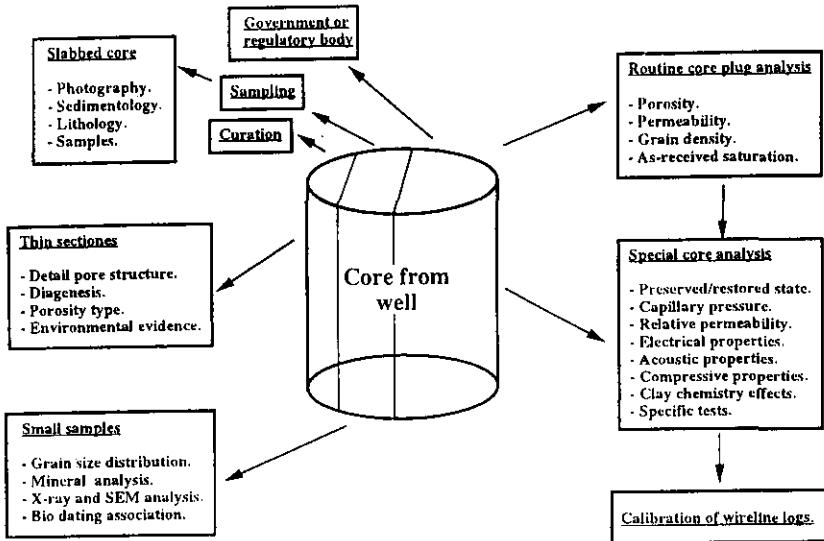 Government or
regulatory body
Slabbed core
- Photography.
- Sedimentology.
- Lithology.
- Samples.
Sampling
Curation
Routine core plug analysis
- Porosity.
- Permeability.
- Grain density.
- As-received saturation.
Thin sectiones
- Detail pore structure.
- Diagenesis.
- Porosity type.
- Environmental evidence.
Core from
well
Special core analysis
- Preserved/restored state.
- Capillary pressure.
- Relative permeability.
- Electrical properties.
- Acoustic properties.
- Compressive properties.
- Clay chemistry effects.
- Specific tests.
Small samples
- Grain size distribution.
- Mineral analysis.
- X-ray and SEM analysis.
- Bio dating association.
Calibration of wireline logs.